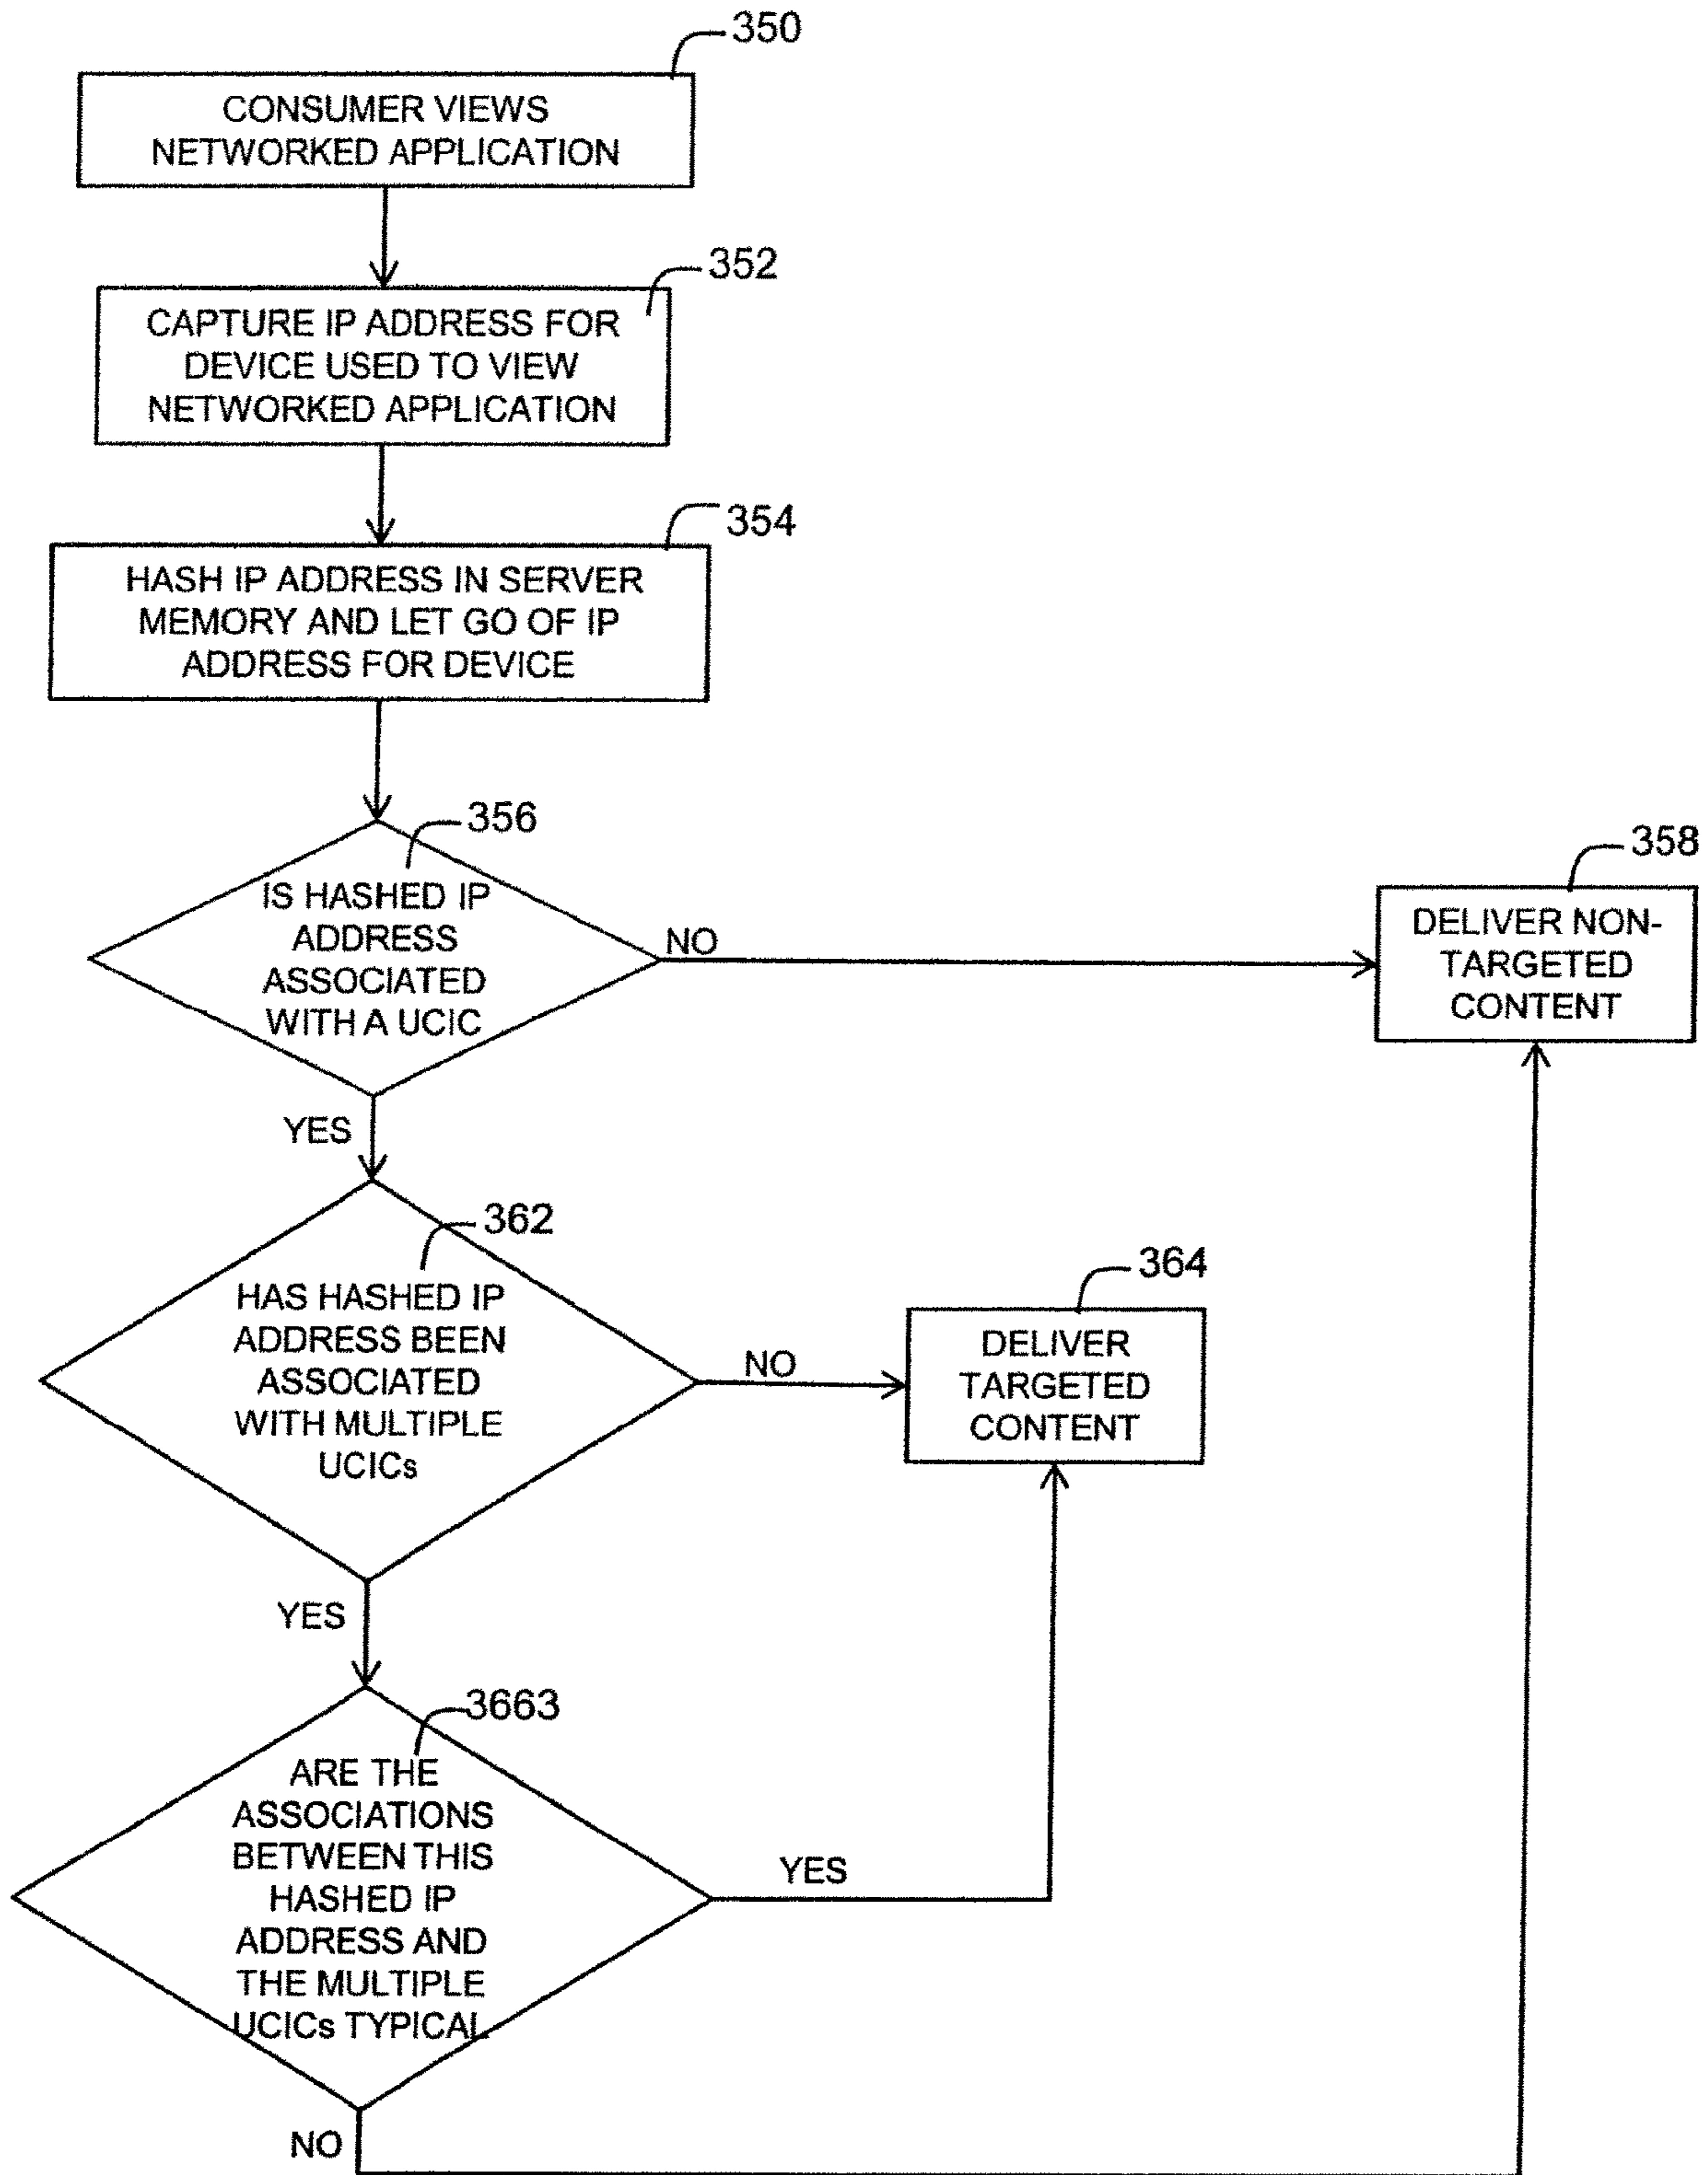 350
CONSUMER VIEWS
NETWORKED APPLICATION
352
CAPTURE IP ADDRESS FOR
DEVICE USED TO VIEW
NETWORKED APPLICATION
354
HASH IP ADDRESS IN SERVER
MEMORY AND LET GO OF IP
ADDRESS FOR DEVICE
356
IS HASHED IP
ADDRESS
ASSOCIATED
WITH A UCIC
NO
358
DELIVER NON-
TARGETED
CONTENT
YES
362
HAS HASHED IP
ADDRESS BEEN
ASSOCIATED
WITH MULTIPLE
UCICs
NO
364
DELIVER
TARGETED
CONTENT
YES
3663
ARE THE
ASSOCIATIONS
BETWEEN THIS
HASHED IP
ADDRESS AND
THE MULTIPLE
UCICs TYPICAL
YES
NO